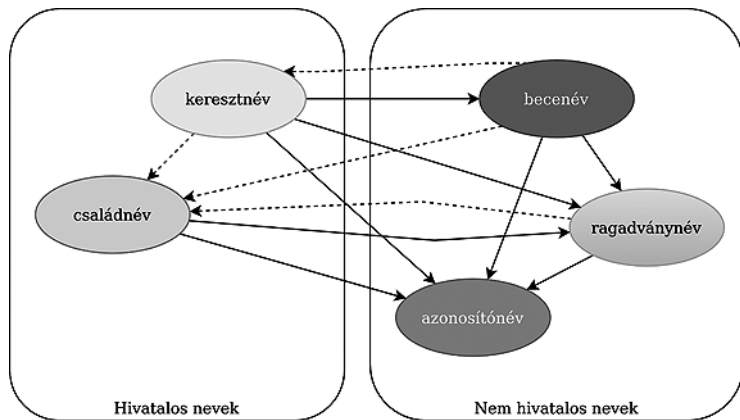 keresztnév
becenév
családnév
ragadványnév
azonosítónév
Hivatalos nevek
Nem hivatalos nevek